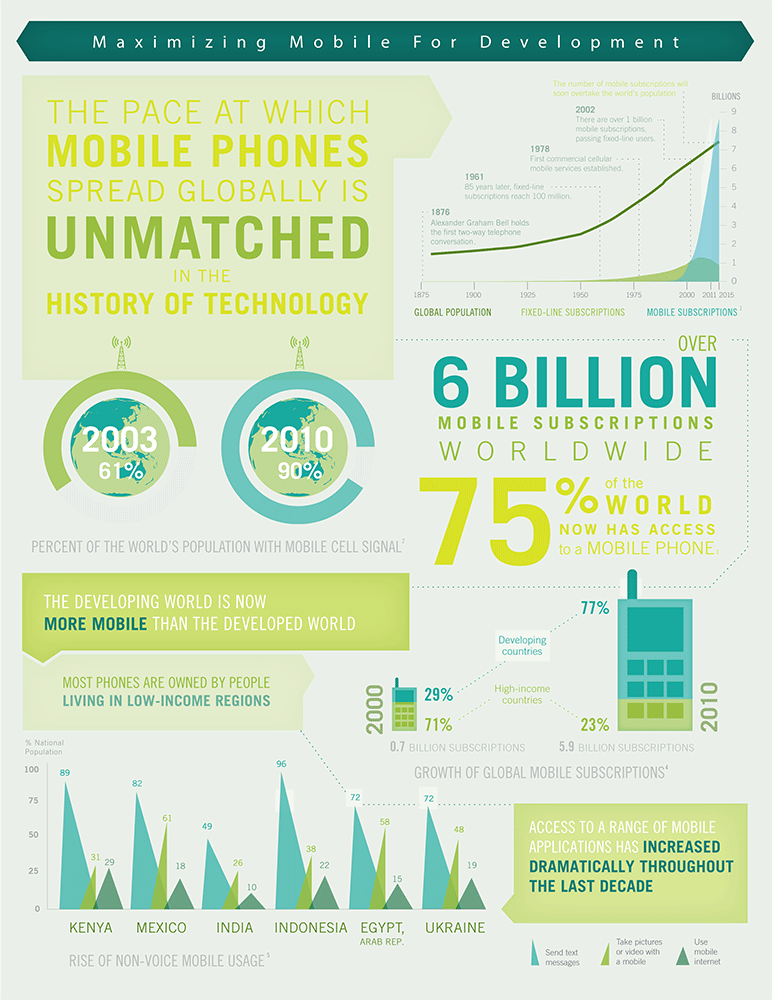 Maximizing Mobile For Development
THE PACE AT WHICH
MOBILE PHONES
SPREAD GLOBALLY IS
UNMATCHED
IN THE
HISTORY OF TECHNOLOGY
The number of mobile subscriptions will
soon overtake the world's population
BILLIONS
2002
There are over 1 billion
mobile subscriptions,
passing fixed-line users.
1978
First commercial cellular
mobile services established.
1961
85 years later, fixed-line
subscriptions reach 100 million.
1876
Alexander Graham Bell holds
the first two-way telephone
conversation.
9
8
7
6
5
4
3
2
1
0
1875 1900 1925 1950 1975 2000 2011 2015
GLOBAL POPULATION FIXED-LINE SUBSCRIPTIONS MOBILE SUBSCRIPTIONS
2003
61%
2010
90%
PERCENT OF THE WORLD'S POPULATION WITH MOBILE CELL SIGNAL2
OVER
6 BILLION
MOBILE SUBSCRIPTIONS
WORLDWIDE
75% of the
WORLD
NOW HAS ACCESS
to a MOBILE PHONE
THE DEVELOPING WORLD IS NOW
MORE MOBILE THAN THE DEVELOPED WORLD
MOST PHONES ARE OWNED BY PEOPLE
LIVING IN LOW-INCOME REGIONS
77%
Developing
countries
2000
29%
High-income
countries
71%
23%
2010
0.7 BILLION SUBSCRIPTIONS 5.9 BILLION SUBSCRIPTIONS
GROWTH OF GLOBAL MOBILE SUBSCRIPTIONS4
% National
Population
100
75
50
25
0
89 31 29
82 61 18
49 26 10
96 38 22
72 58 15
72 48 19
KENYA MEXICO INDIA INDONESIA EGYPT, UKRAINE
ARAB REP.
RISE OF NON-VOICE MOBILE USAGE5
ACCESS TO A RANGE OF MOBILE
APPLICATIONS HAS INCREASED
DRAMATICALLY THROUGHOUT
THE LAST DECADE
Send text
messages
Take pictures
or video with
a mobile
Use
mobile
internet